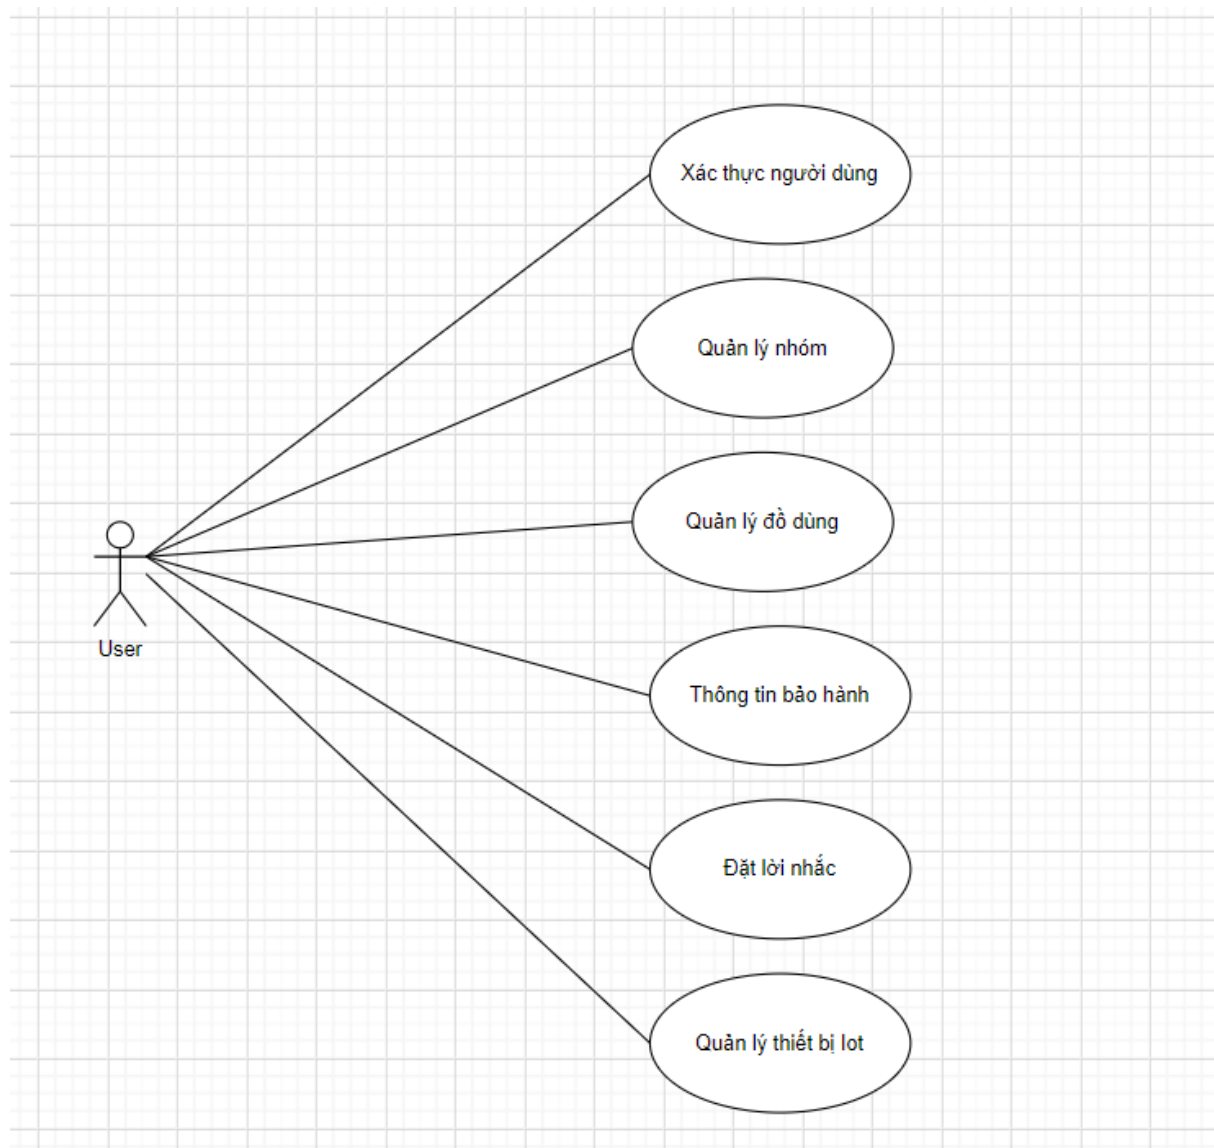 Xác thực người dùng
Quản lý nhóm
Quản lý đồ dùng
User
Thông tin bảo hành
Đặt lời nhắc
Quản lý thiết bị Iot